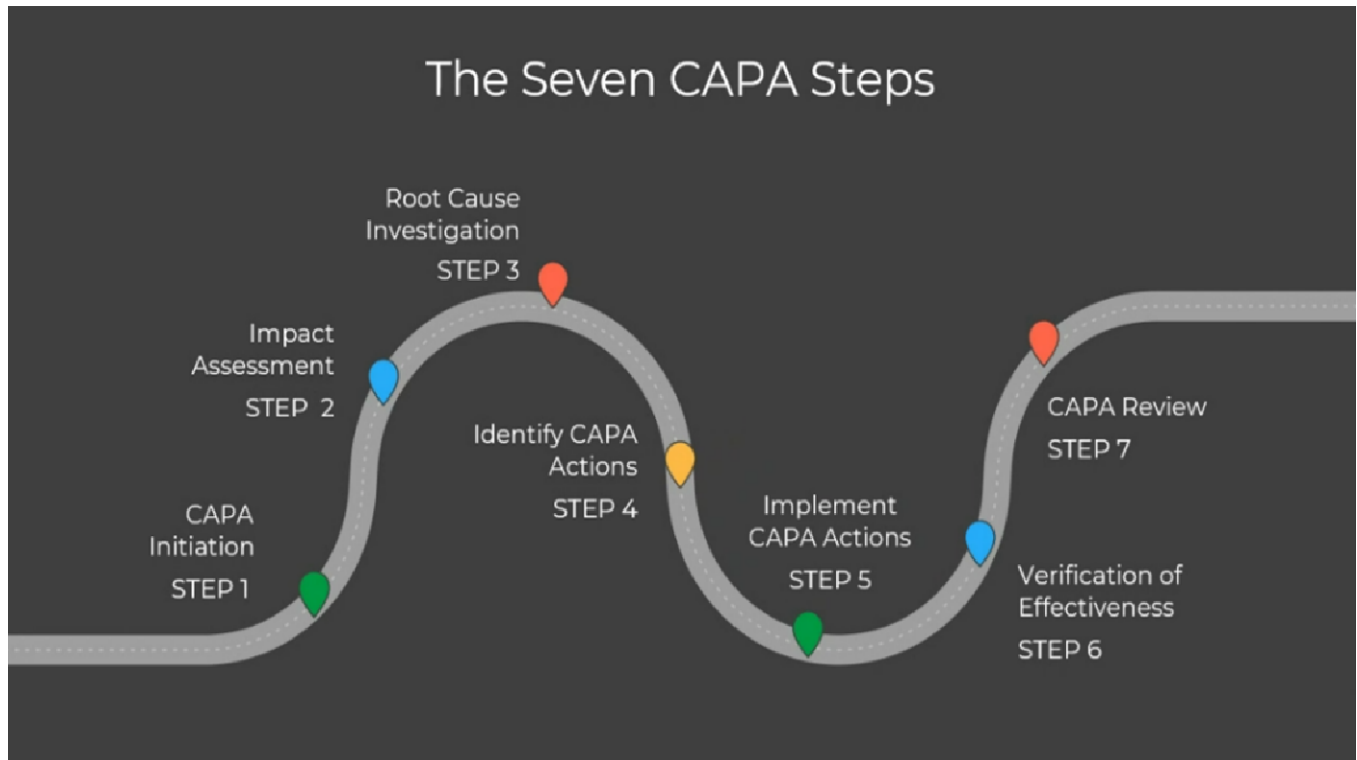 The Seven CAPA Steps
CAPA
Initiation
STEP 1
Impact
Assessment
STEP 2
Root Cause
Investigation
STEP 3
Identify CAPA
Actions
STEP 4
Implement
CAPA Actions
STEP 5
Verification of
Effectiveness
STEP 6
CAPA Review
STEP 7